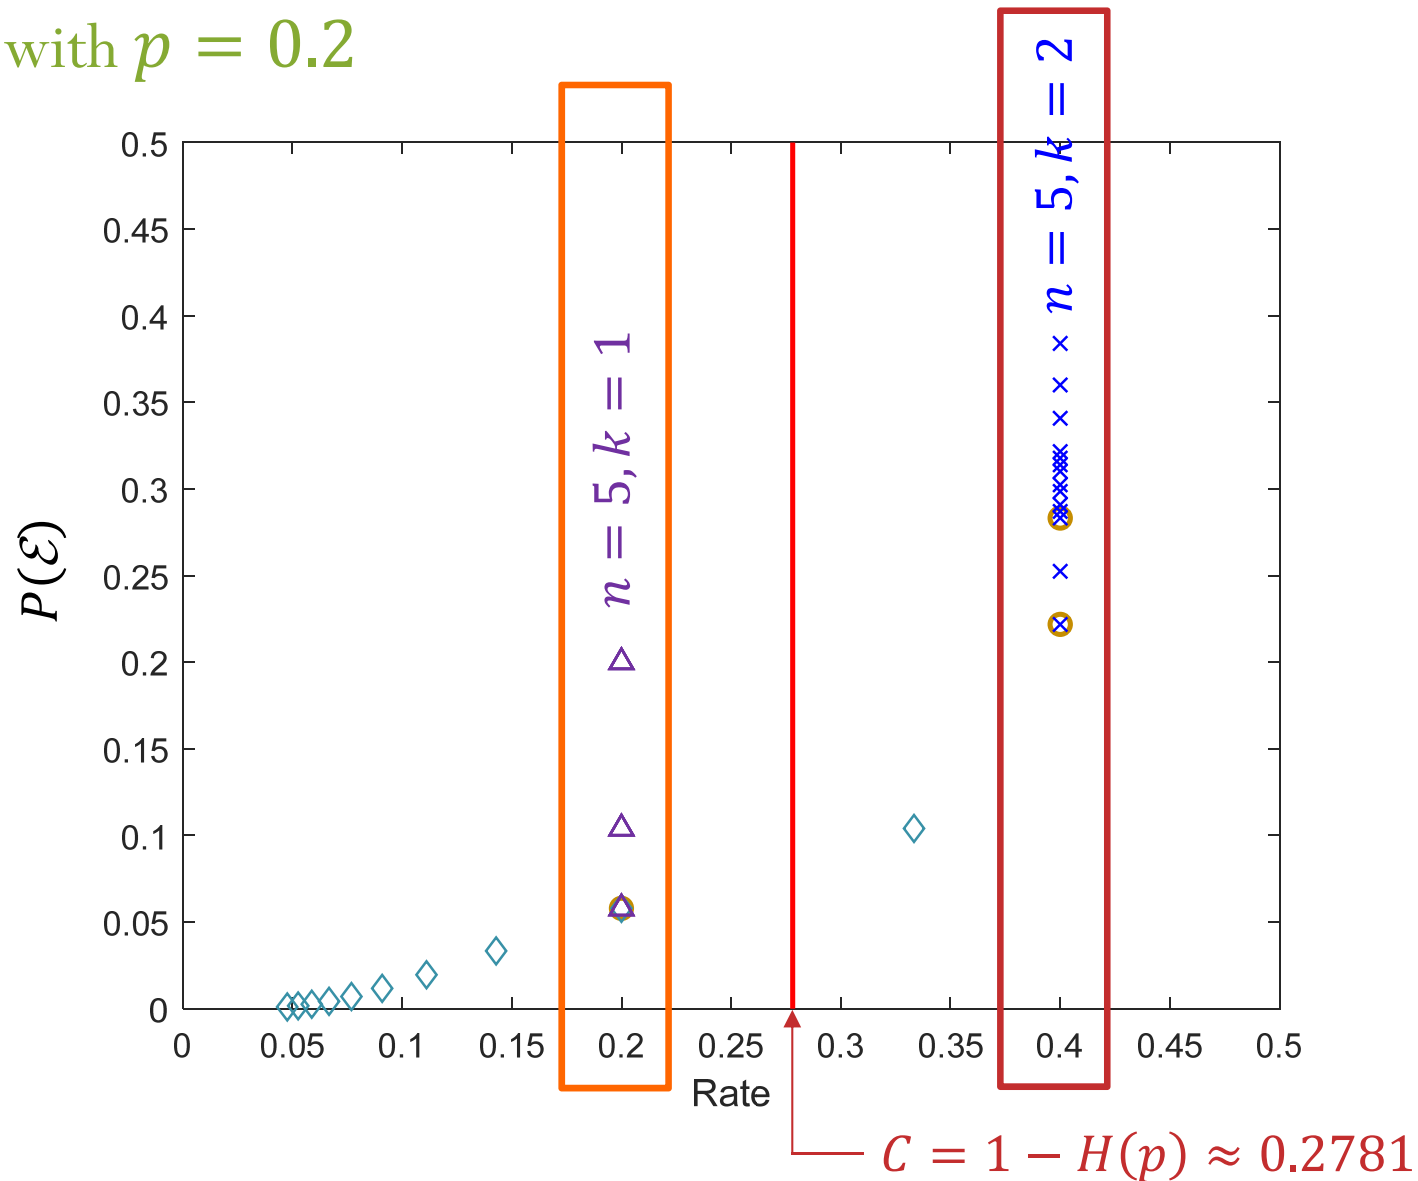 with p = 0.2
n = 5, k = 2
n = 5, k = 1
0.5
0.45
0.4
0.35
0.3
0.25
0.2
0.15
0.1
0.05
0
P(ℰ)
0 0.05 0.1 0.15 0.2 0.25 0.3 0.35 0.4 0.45 0.5
Rate
C = 1 − H(p) ≈ 0.2781